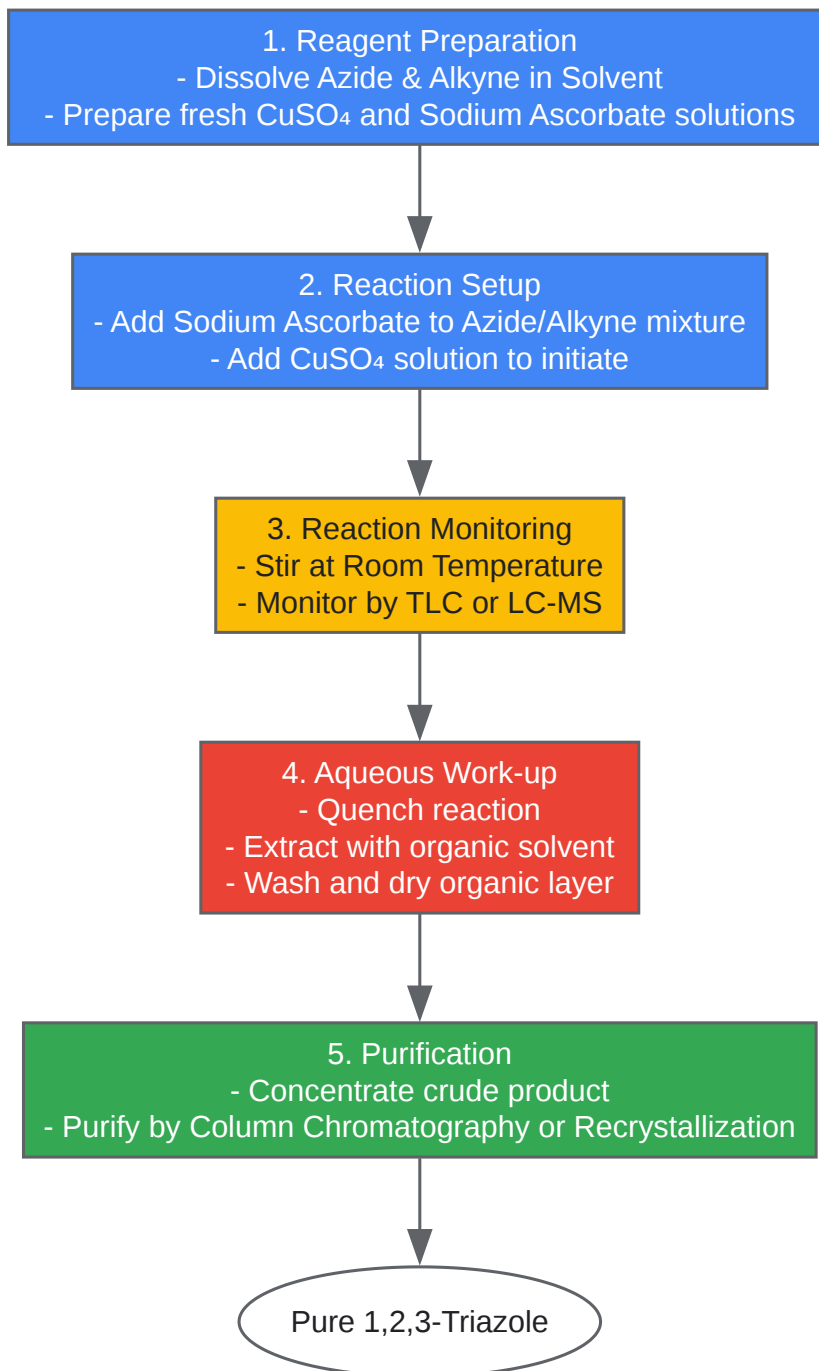 1. Reagent Preparation
- Dissolve Azide & Alkyne in Solvent
- Prepare fresh CuSO₄ and Sodium Ascorbate solutions
2. Reaction Setup
- Add Sodium Ascorbate to Azide/Alkyne mixture
- Add CuSO₄ solution to initiate
3. Reaction Monitoring
- Stir at Room Temperature
- Monitor by TLC or LC-MS
4. Aqueous Work-up
- Quench reaction
- Extract with organic solvent
- Wash and dry organic layer
5. Purification
- Concentrate crude product
- Purify by Column Chromatography or Recrystallization
Pure 1,2,3-Triazole